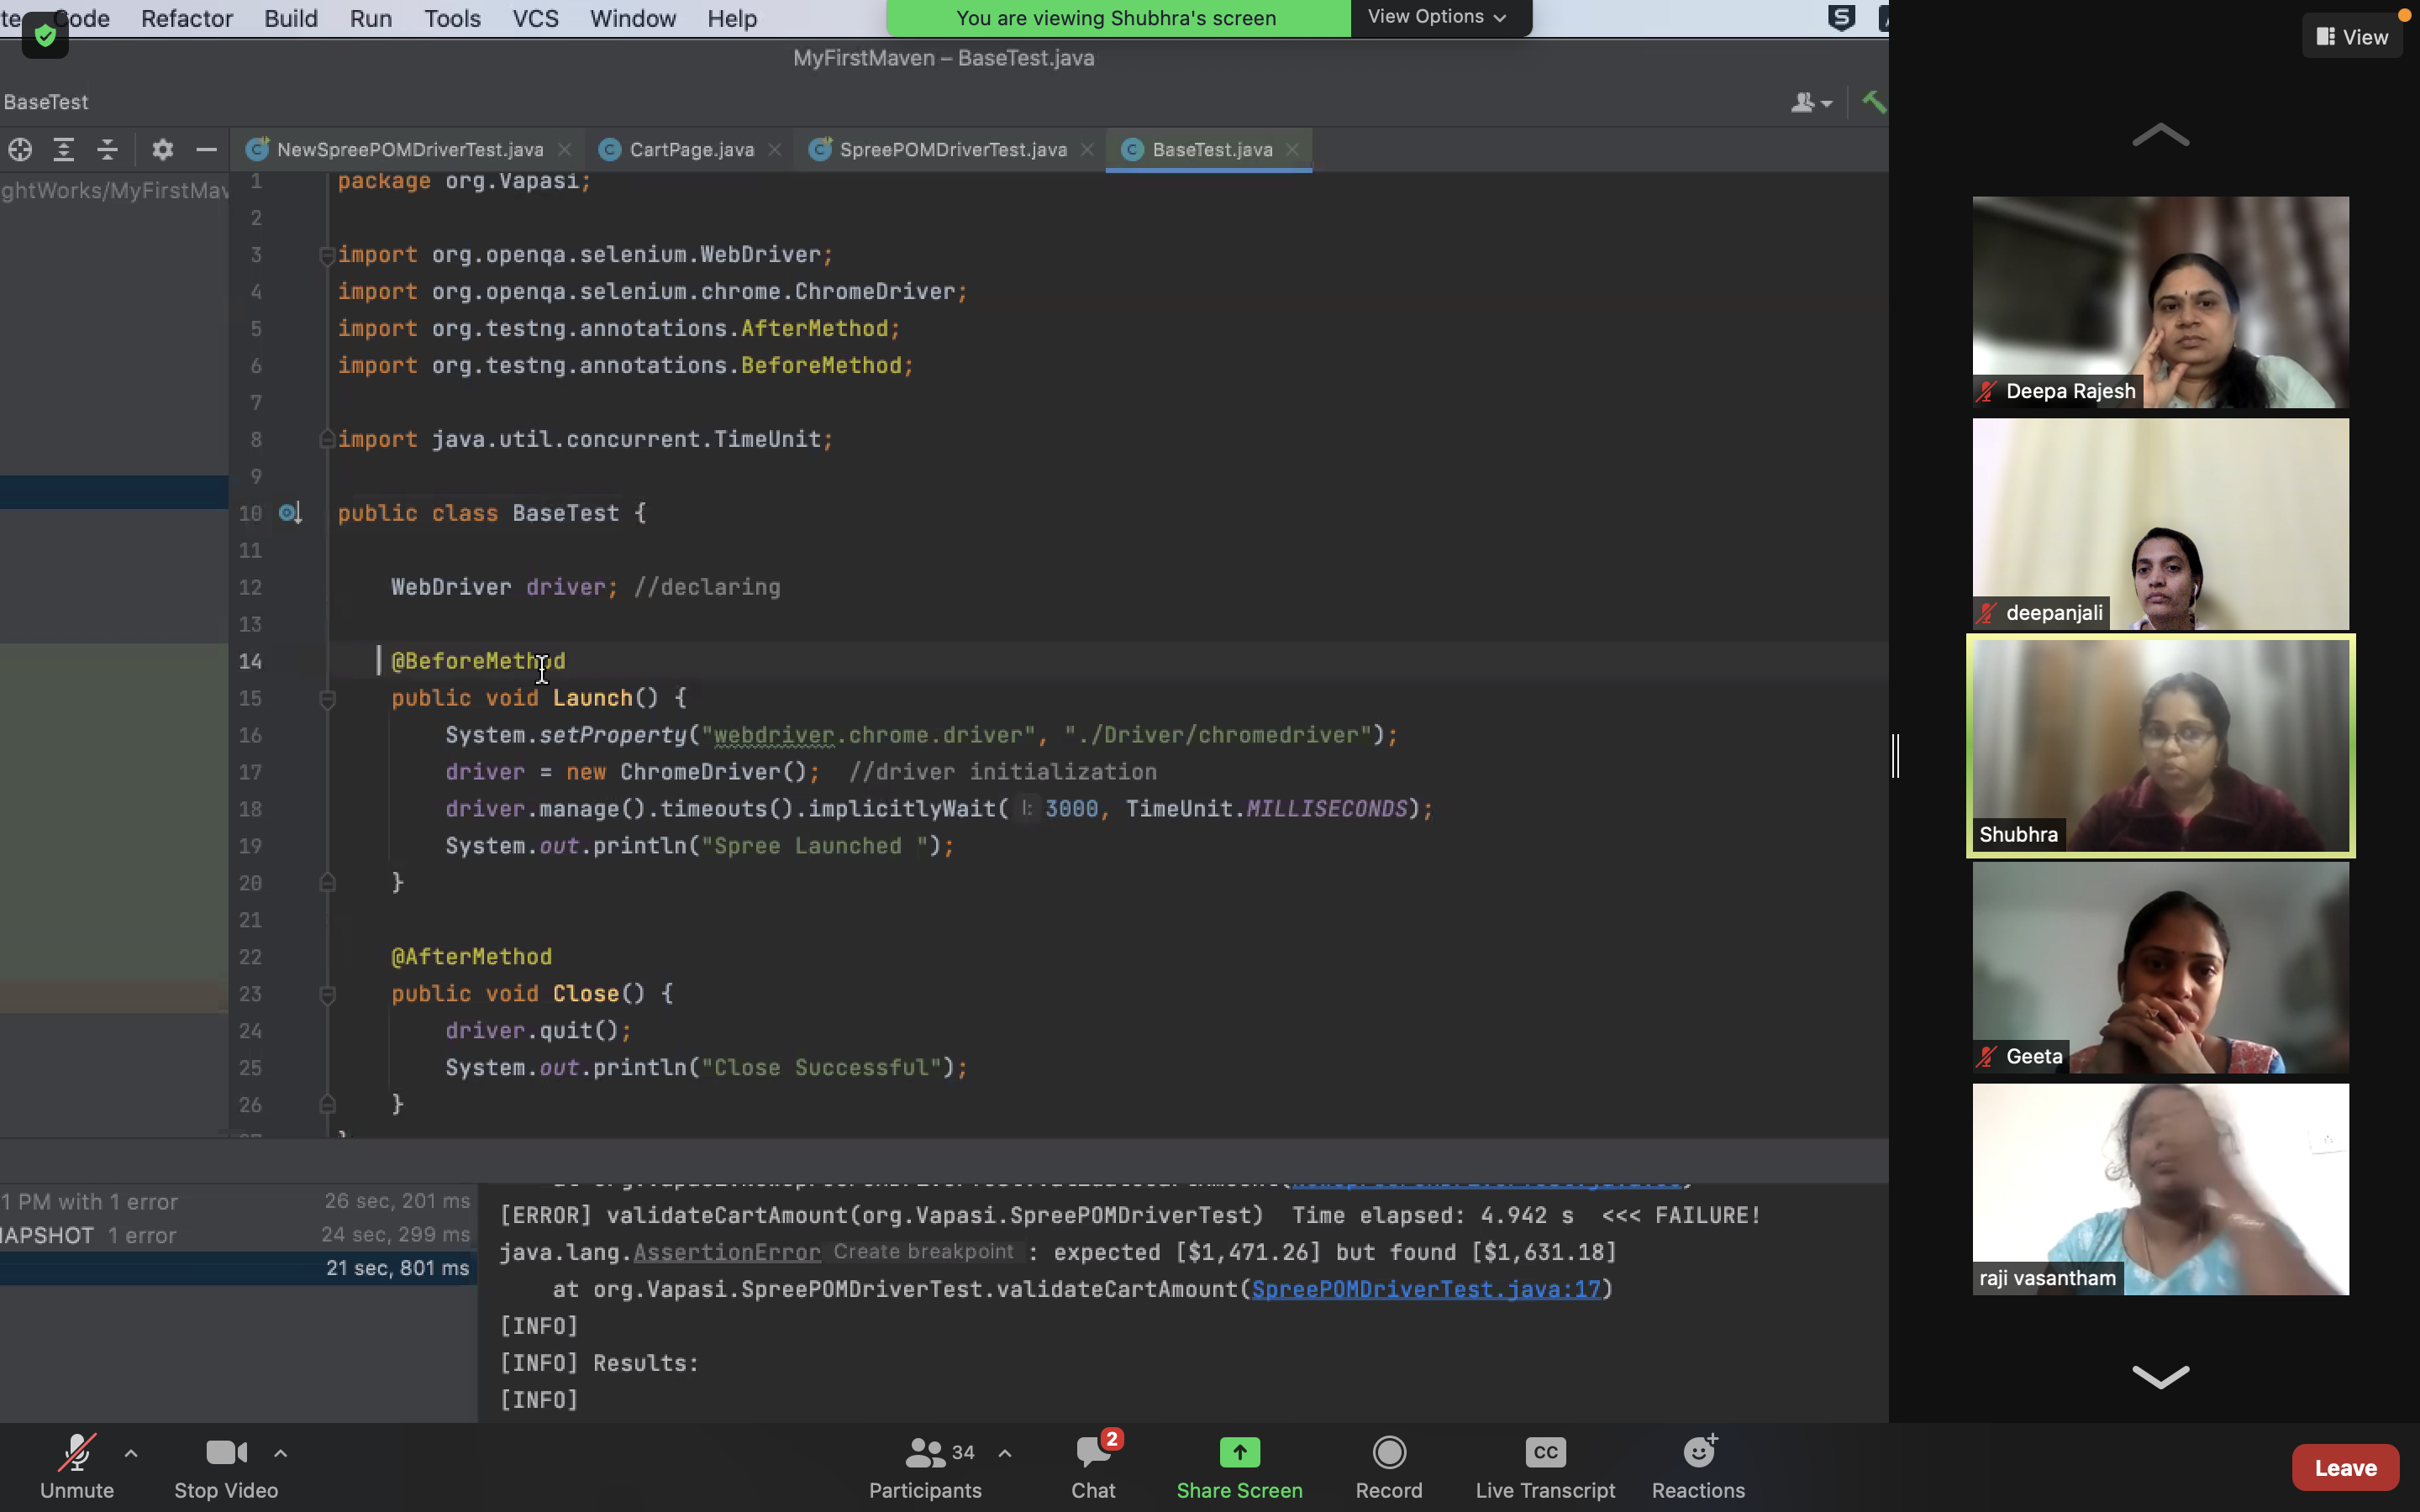 Code Refactor Build Run Tools VCS Window Help
You are viewing Shubhra's screen View Options
View
MyFirstMaven – BaseTest.java
BaseTest
NewSpreePOMDriverTest.java CartPage.java SpreePOMDriverTest.java BaseTest.java
ghtWorks/MyFirstMav
1 package org.Vapasi;
2
3 import org.openqa.selenium.WebDriver;
4 import org.openqa.selenium.chrome.ChromeDriver;
5 import org.testng.annotations.AfterMethod;
6 import org.testng.annotations.BeforeMethod;
7
8 import java.util.concurrent.TimeUnit;
9
10 public class BaseTest {
11
12 WebDriver driver; //declaring
13
14 @BeforeMethod
15 public void Launch() {
16 System.setProperty("webdriver.chrome.driver", "./Driver/chromedriver");
17 driver = new ChromeDriver(); //driver initialization
18 driver.manage().timeouts().implicitlyWait( l: 3000, TimeUnit.MILLISECONDS);
19 System.out.println("Spree Launched ");
20 }
21
22 @AfterMethod
23 public void Close() {
24 driver.quit();
25 System.out.println("Close Successful");
26 }
1 PM with 1 error 26 sec, 201 ms
IAPSHOT 1 error 24 sec, 299 ms
21 sec, 801 ms
[ERROR] validateCartAmount(org.Vapasi.SpreePOMDriverTest) Time elapsed: 4.942 s <<< FAILURE!
java.lang.AssertionError Create breakpoint : expected [$1,471.26] but found [$1,631.18]
at org.Vapasi.SpreePOMDriverTest.validateCartAmount(SpreePOMDriverTest.java:17)
[INFO]
[INFO] Results:
[INFO]
Deepa Rajesh
deepanjali
Shubhra
Geeta
raji vasantham
Unmute
Stop Video
34
Participants
2
Chat
Share Screen
Record
CC
Live Transcript
Reactions
Leave